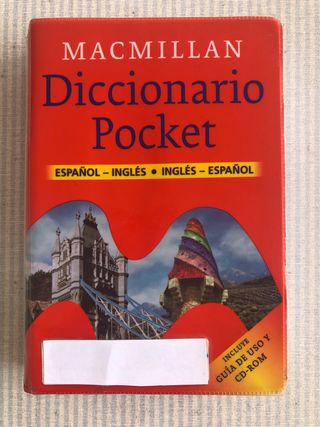 MACMILLAN
Diccionario
Pocket
ESPAÑOL – INGLÉS • INGLÉS – ESPAÑOL
INCLUYE
GUÍA DE USO Y
CD-ROM